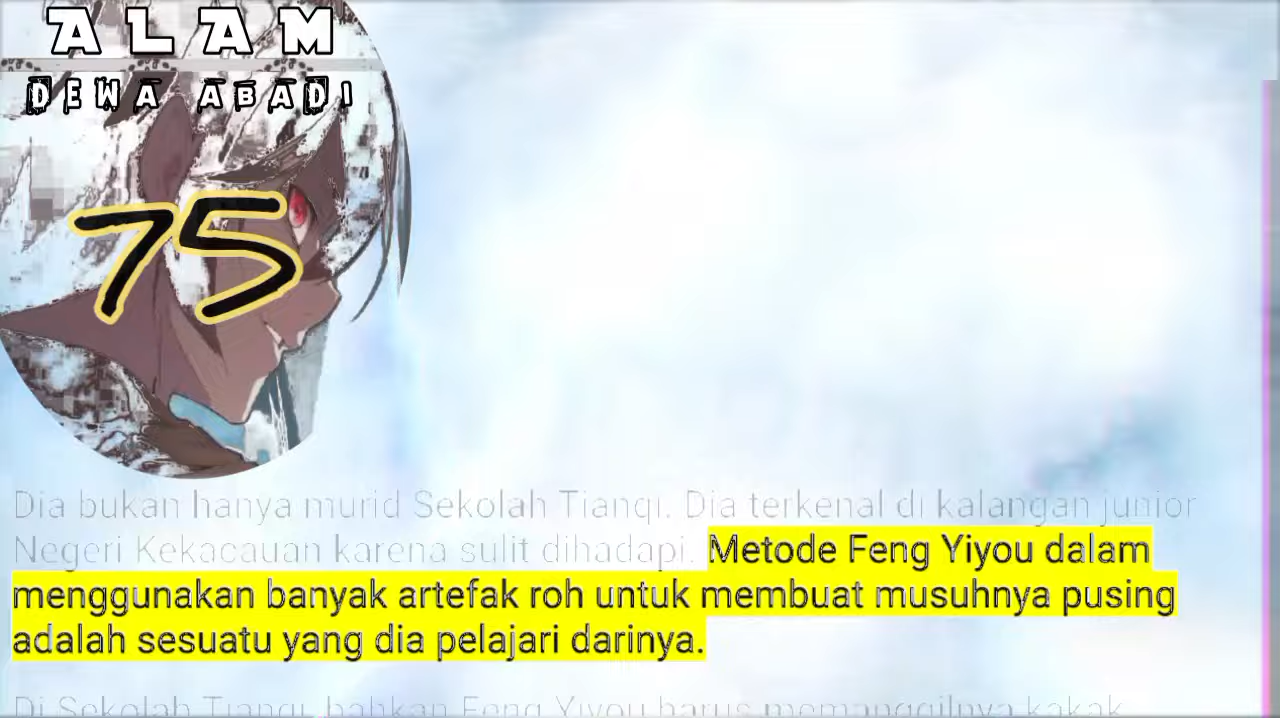 ALAM
DEWA ABADI
75
Dia bukan hanya murid Sekolah Tianqi. Dia terkenal di kalangan junior
Negeri Kekacauan karena sulit dihadapi. Metode Feng Yiyou dalam
menggunakan banyak artefak roh untuk membuat musuhnya pusing
adalah sesuatu yang dia pelajari darinya.
Di Sekolah Tianqi, bahkan Feng Yiyou harus memanggilnya kakak